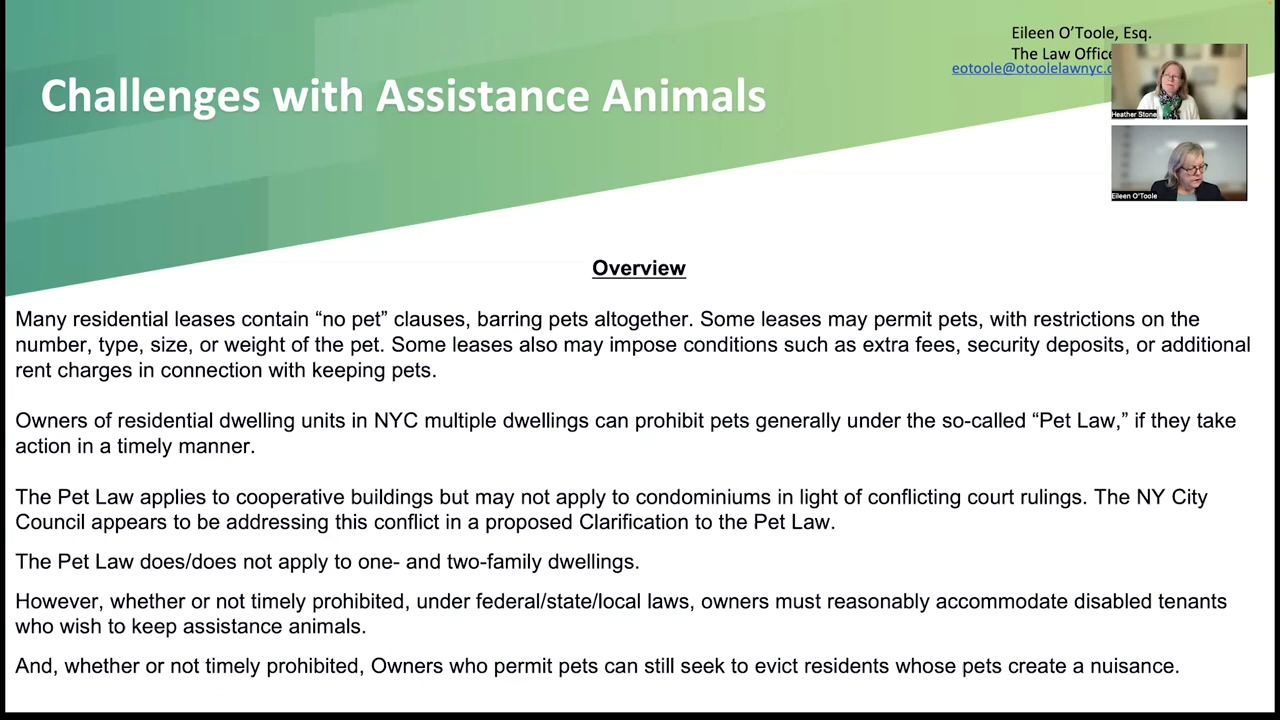 Eileen O’Toole, Esq.
The Law Office
eotoole@otoolelawnyc.c
Challenges with Assistance Animals
Heather Stone
Eileen O'Toole
Overview
Many residential leases contain “no pet” clauses, barring pets altogether. Some leases may permit pets, with restrictions on the
number, type, size, or weight of the pet. Some leases also may impose conditions such as extra fees, security deposits, or additional
rent charges in connection with keeping pets.
Owners of residential dwelling units in NYC multiple dwellings can prohibit pets generally under the so-called “Pet Law,” if they take
action in a timely manner.
The Pet Law applies to cooperative buildings but may not apply to condominiums in light of conflicting court rulings. The NY City
Council appears to be addressing this conflict in a proposed Clarification to the Pet Law.
The Pet Law does/does not apply to one- and two-family dwellings.
However, whether or not timely prohibited, under federal/state/local laws, owners must reasonably accommodate disabled tenants
who wish to keep assistance animals.
And, whether or not timely prohibited, Owners who permit pets can still seek to evict residents whose pets create a nuisance.